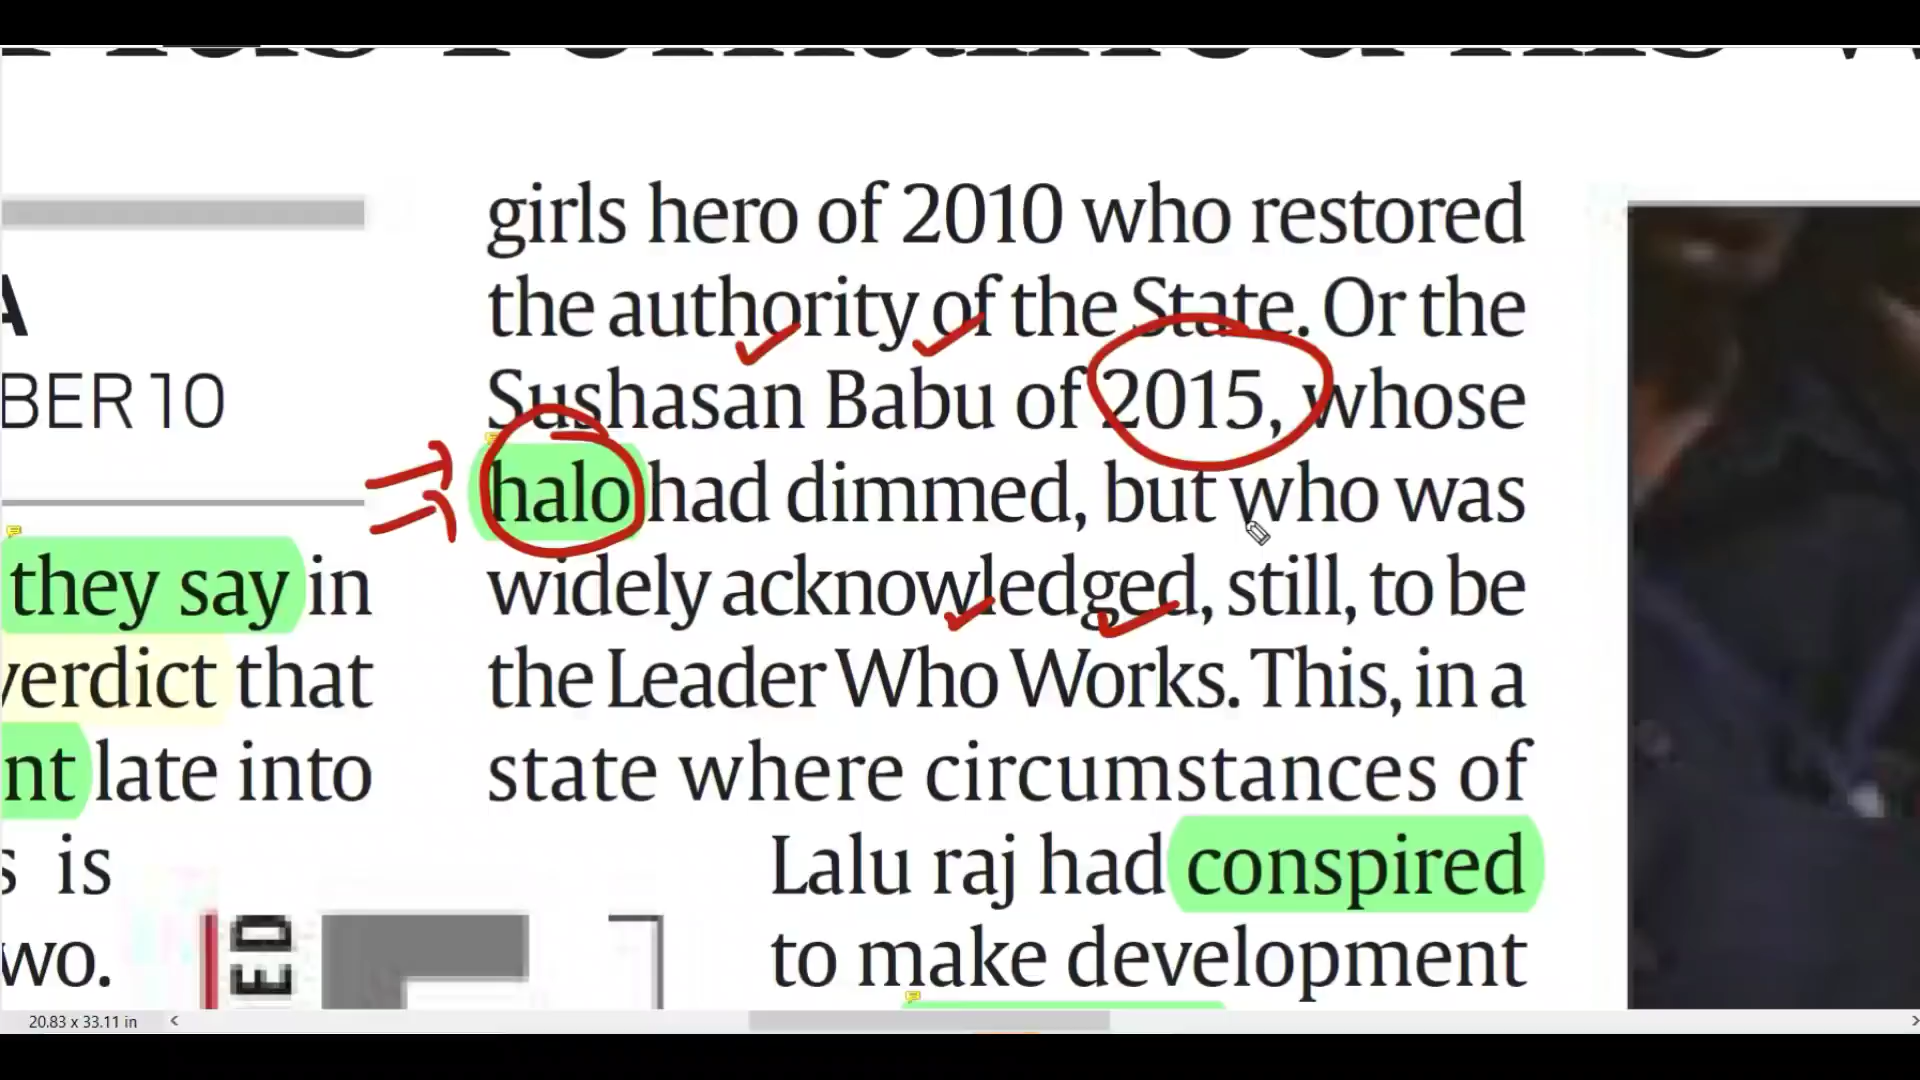 A
BER 10
they say in
verdict that
nt late into
s is
wo.
ED
girls hero of 2010 who restored
the authority of the State. Or the
Sushasan Babu of 2015, whose
halo had dimmed, but who was
widely acknowledged, still, to be
the Leader Who Works. This, in a
state where circumstances of
Lalu raj had conspired
to make development
20.83 x 33.11 in